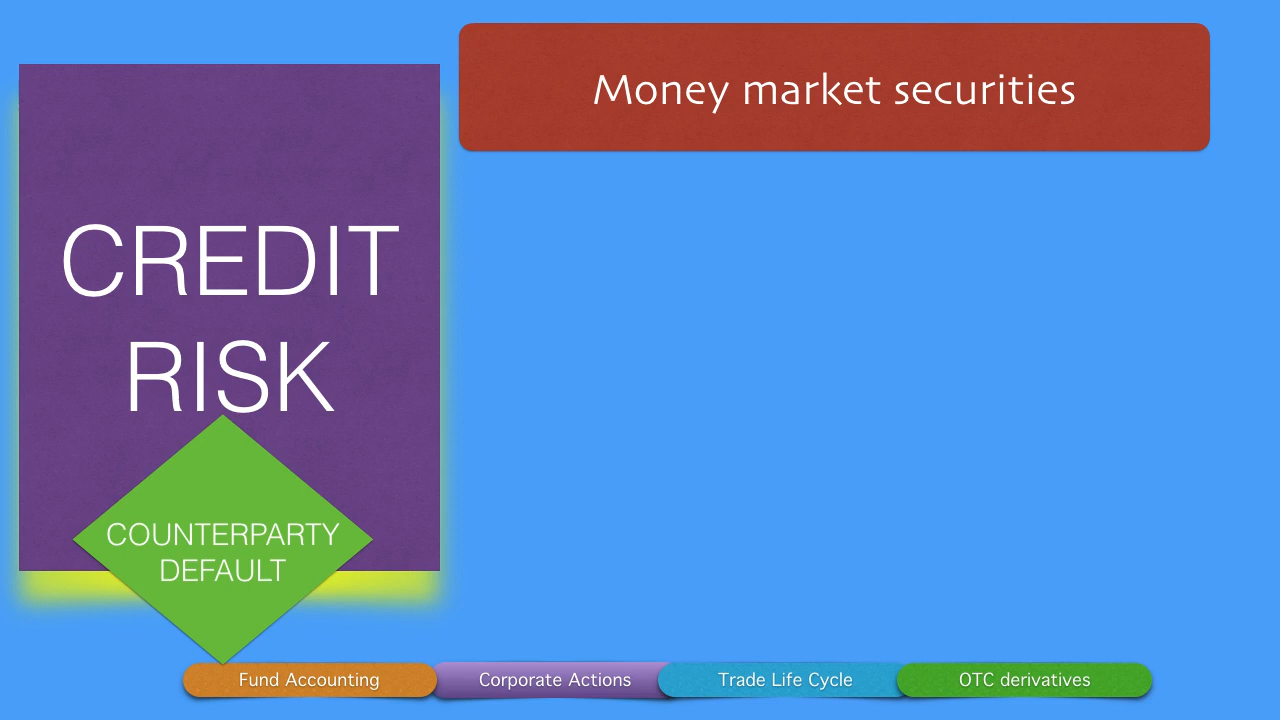 Money market securities
CREDIT
RISK
COUNTERPARTY
DEFAULT
Fund Accounting
Corporate Actions
Trade Life Cycle
OTC derivatives